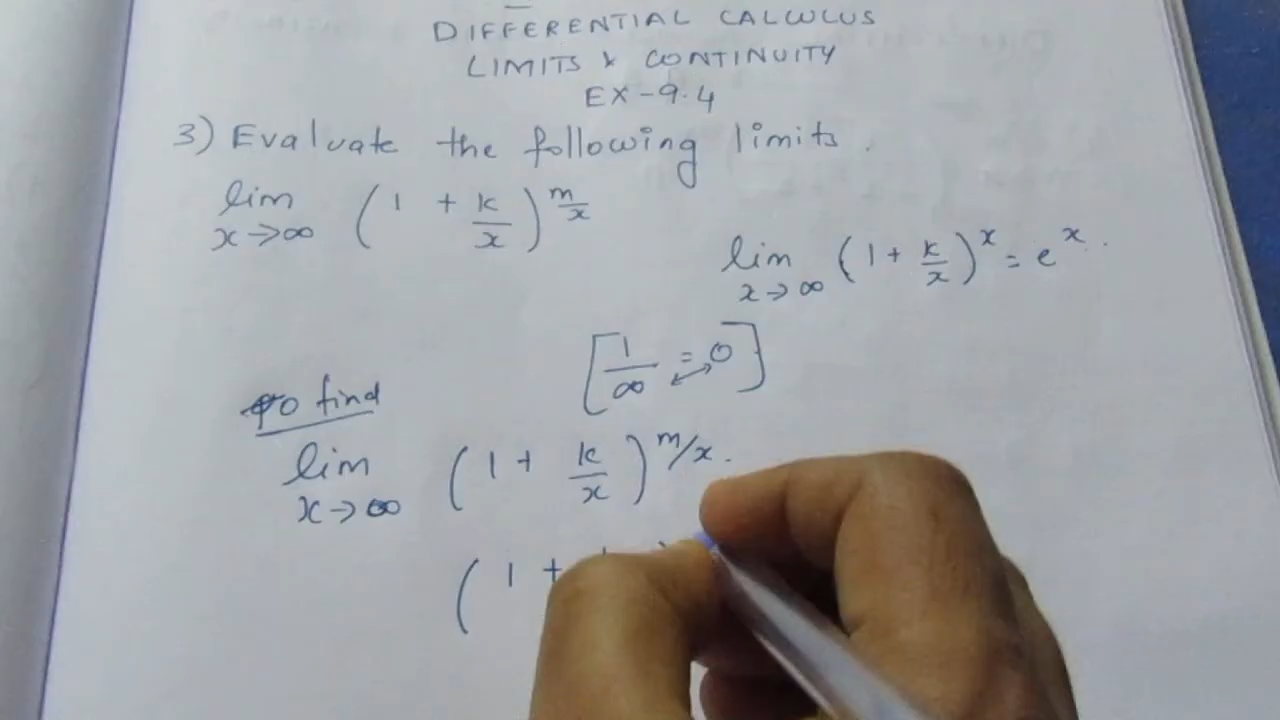 DIFFERENTIAL CALCULUS
LIMITS & CONTINUITY
EX-9.4
3) Evaluate the following limits.
lim x→∞ (1 + k/x)^m/x
lim x→∞ (1 + k/x)^x = e^x.
[1/∞ = 0]
To find
lim x→∞ (1 + k/x)^m/x.
(1 +